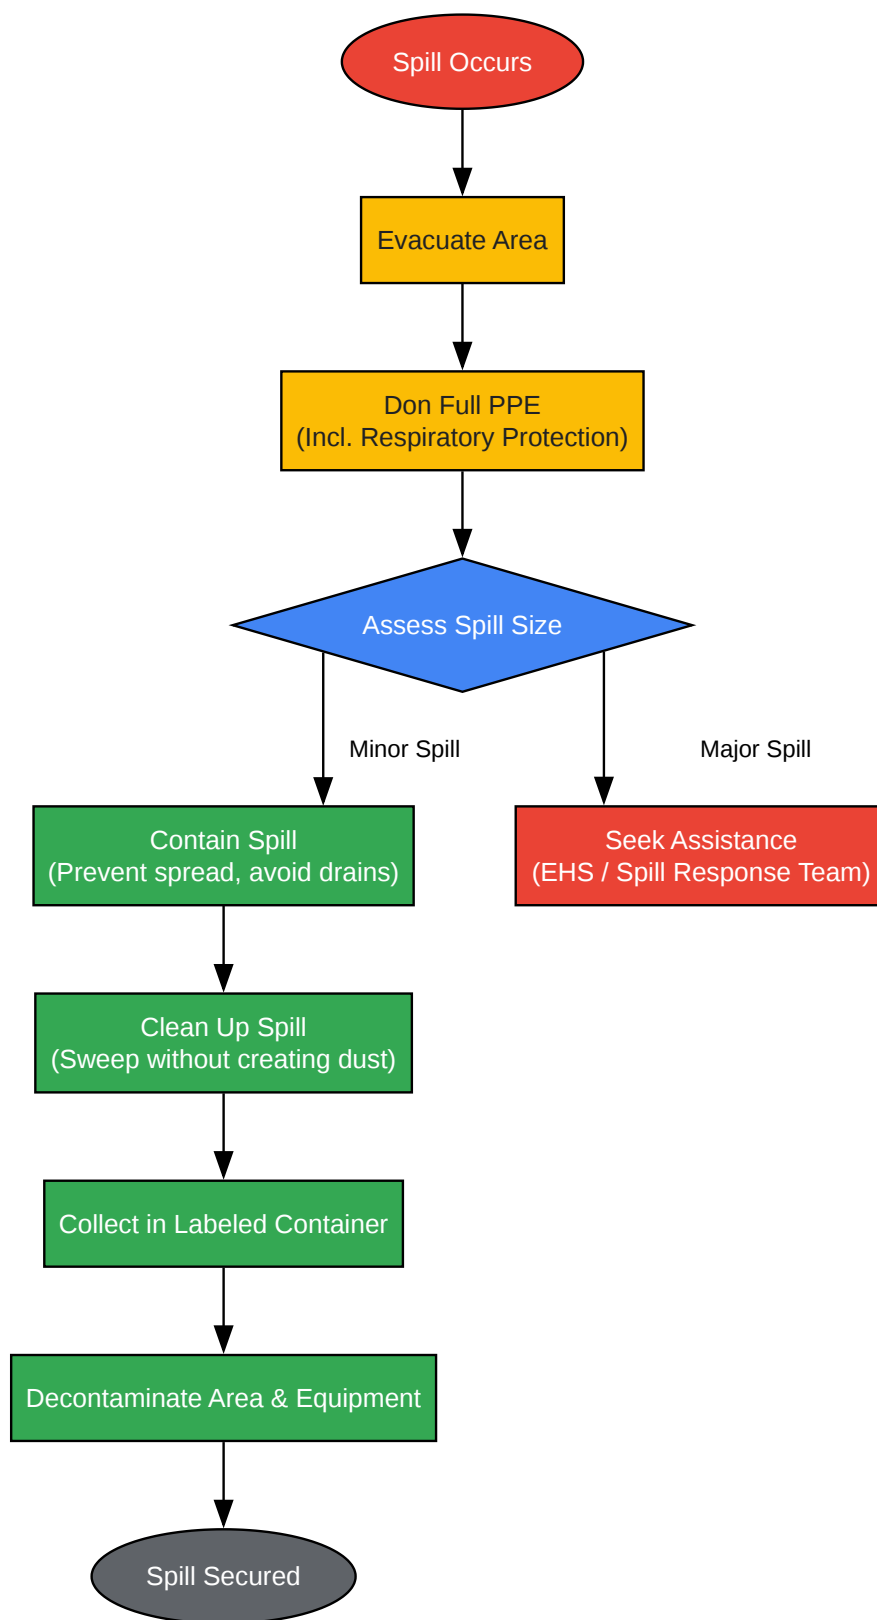 Spill Occurs
Evacuate Area
Don Full PPE
(Incl. Respiratory Protection)
Assess Spill Size
Minor Spill
Major Spill
Contain Spill
(Prevent spread, avoid drains)
Seek Assistance
(EHS / Spill Response Team)
Clean Up Spill
(Sweep without creating dust)
Collect in Labeled Container
Decontaminate Area & Equipment
Spill Secured